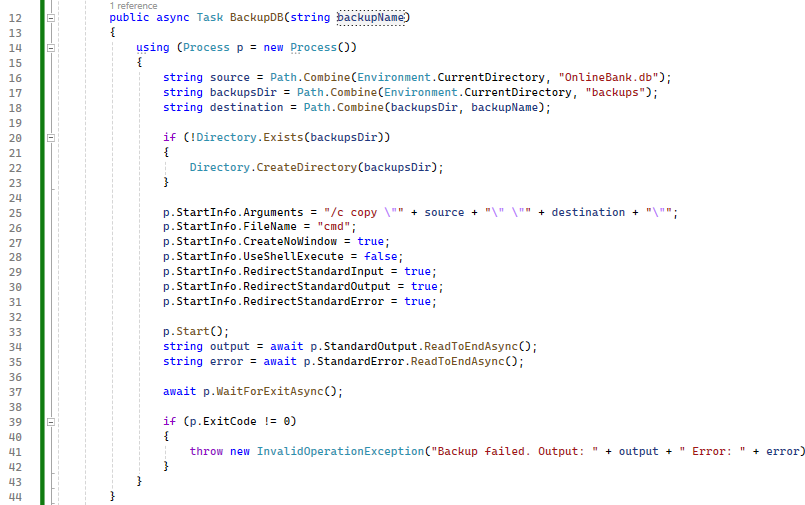 1 reference
12 public async Task BackupDB(string backupName)
13 {
14 using (Process p = new Process())
15 {
16 string source = Path.Combine(Environment.CurrentDirectory, "OnlineBank.db");
17 string backupsDir = Path.Combine(Environment.CurrentDirectory, "backups");
18 string destination = Path.Combine(backupsDir, backupName);
19
20 if (!Directory.Exists(backupsDir))
21 {
22 Directory.CreateDirectory(backupsDir);
23 }
24
25 p.StartInfo.Arguments = "/c copy \"" + source + "\" \"" + destination + "\"";
26 p.StartInfo.FileName = "cmd";
27 p.StartInfo.CreateNoWindow = true;
28 p.StartInfo.UseShellExecute = false;
29 p.StartInfo.RedirectStandardInput = true;
30 p.StartInfo.RedirectStandardOutput = true;
31 p.StartInfo.RedirectStandardError = true;
32
33 p.Start();
34 string output = await p.StandardOutput.ReadToEndAsync();
35 string error = await p.StandardError.ReadToEndAsync();
36
37 await p.WaitForExitAsync();
38
39 if (p.ExitCode != 0)
40 {
41 throw new InvalidOperationException("Backup failed. Output: " + output + " Error: " + error)
42 }
43 }
44 }